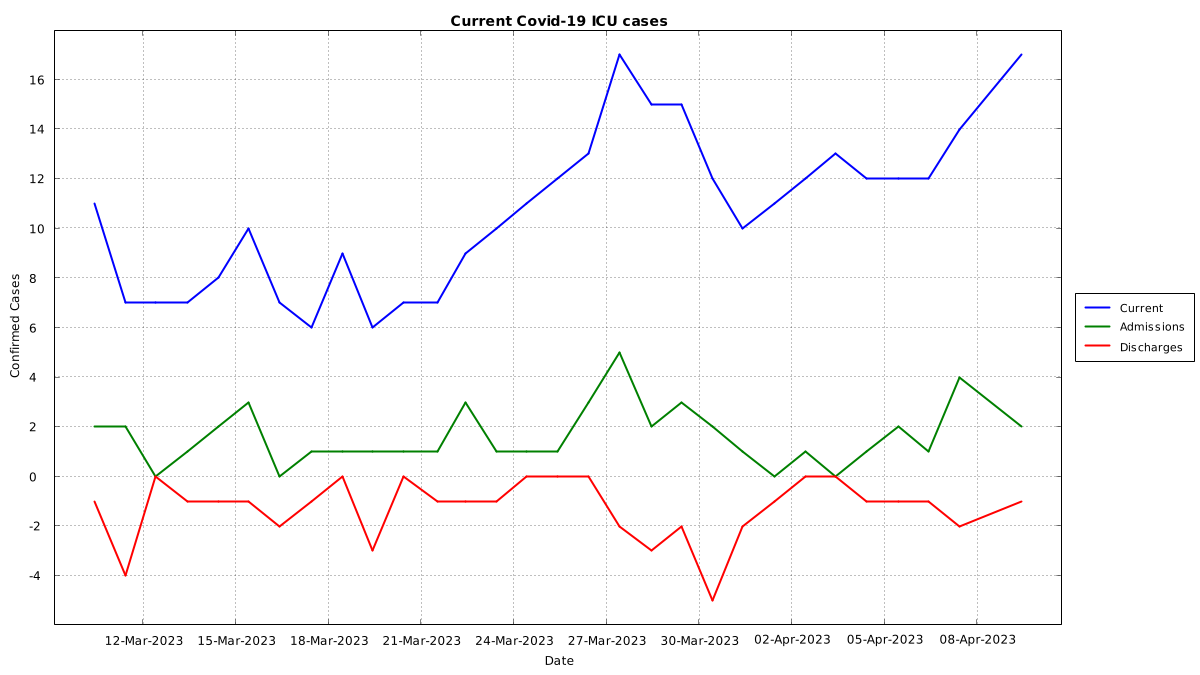 Current Covid-19 ICU cases
Confirmed Cases
16
14
12
10
8
6
4
2
0
-2
-4
12-Mar-2023 15-Mar-2023 18-Mar-2023 21-Mar-2023 24-Mar-2023 27-Mar-2023 30-Mar-2023 02-Apr-2023 05-Apr-2023 08-Apr-2023
Date
Current
Admissions
Discharges